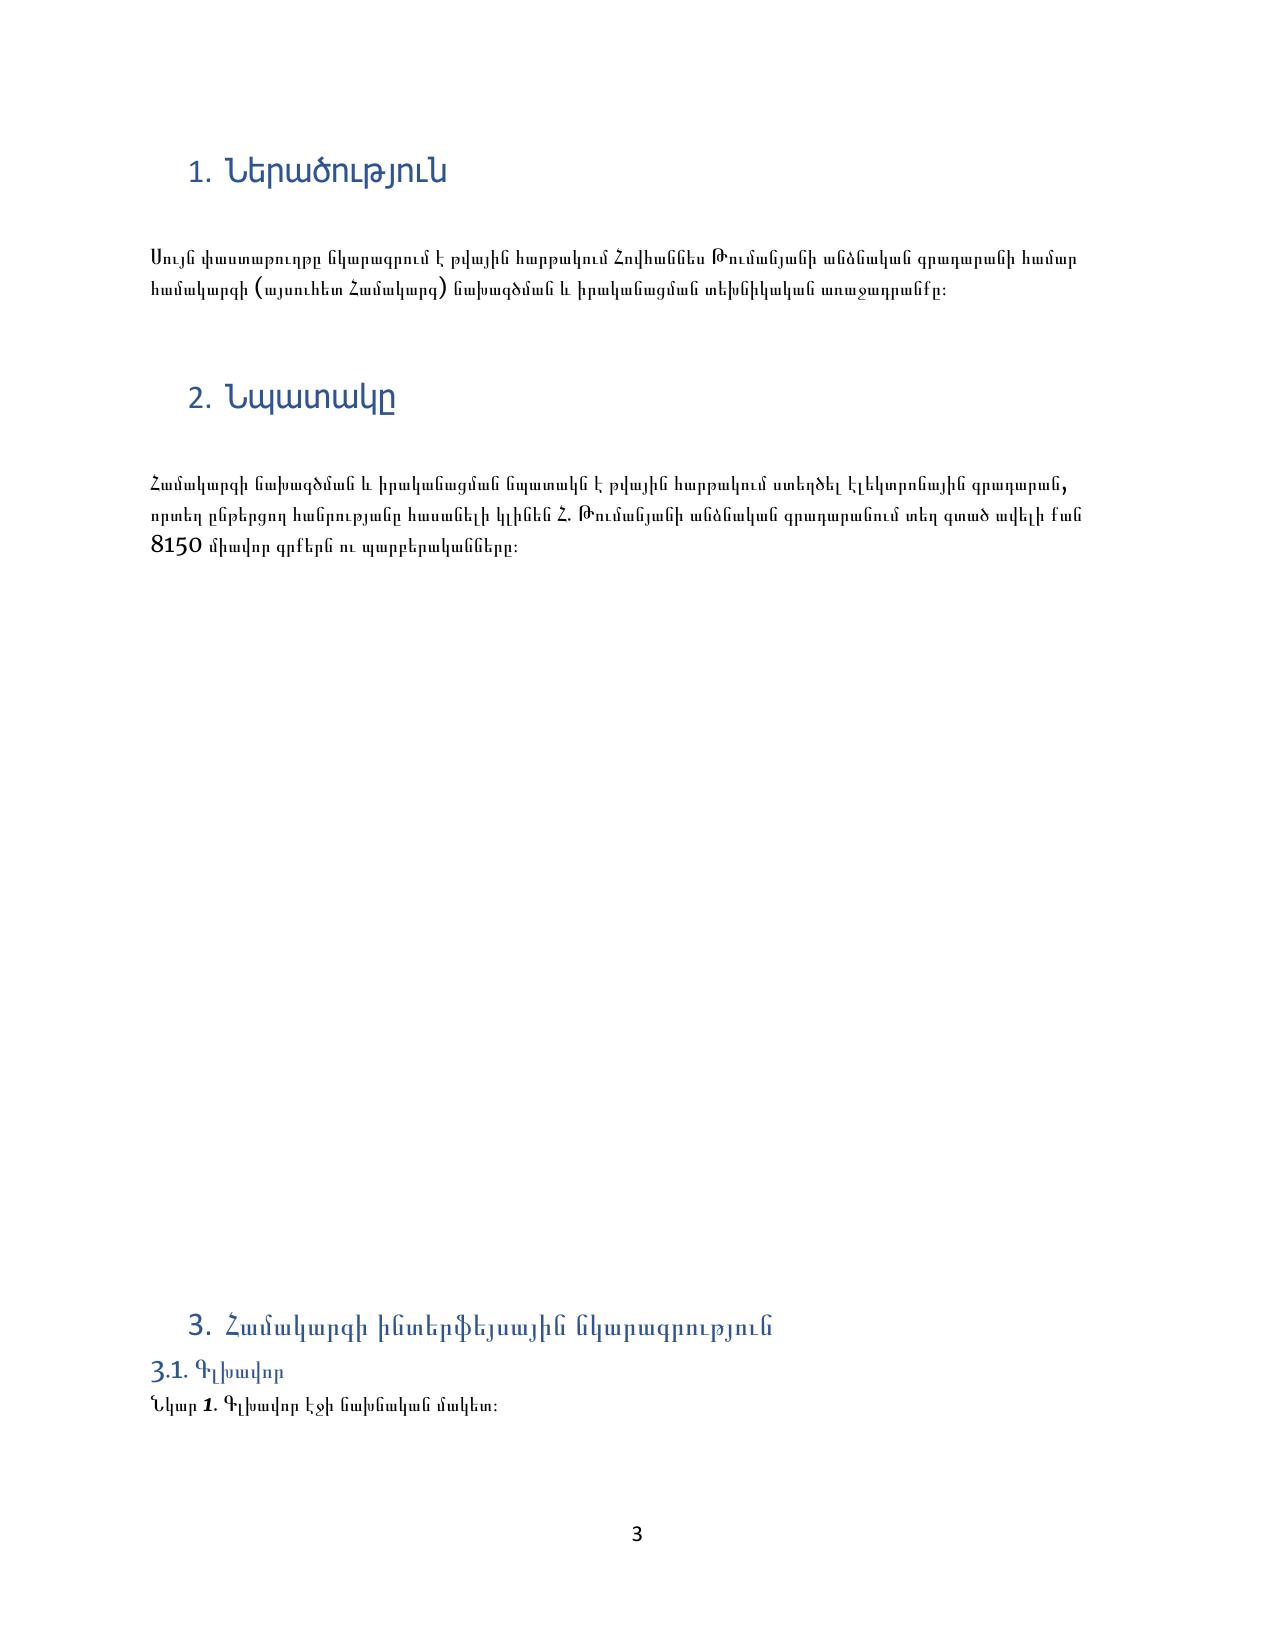 1. Ներածություն
Սույն փաստաթուղթը նկարագրում է թվային հարթակում Հովհաննես Թումանյանի անձնական գրադարանի համար
համակարգի (այսուհետ Համակարգ) նախագծման և իրականացման տեխնիկական առաջադրանքը։
2. Նպատակը
Համակարգի նախագծման և իրականացման նպատակն է թվային հարթակում ստեղծել էլեկտրոնային գրադարան,
որտեղ ընթերցող հանրությանը հասանելի կլինեն Հ. Թումանյանի անձնական գրադարանում տեղ գտած ավելի քան
8150 միավոր գրքերն ու պարբերականները։
3. Համակարգի ինտերֆեյսային նկարագրություն
3.1. Գլխավոր
Նկար 1. Գլխավոր էջի նախնական մակետ։
3